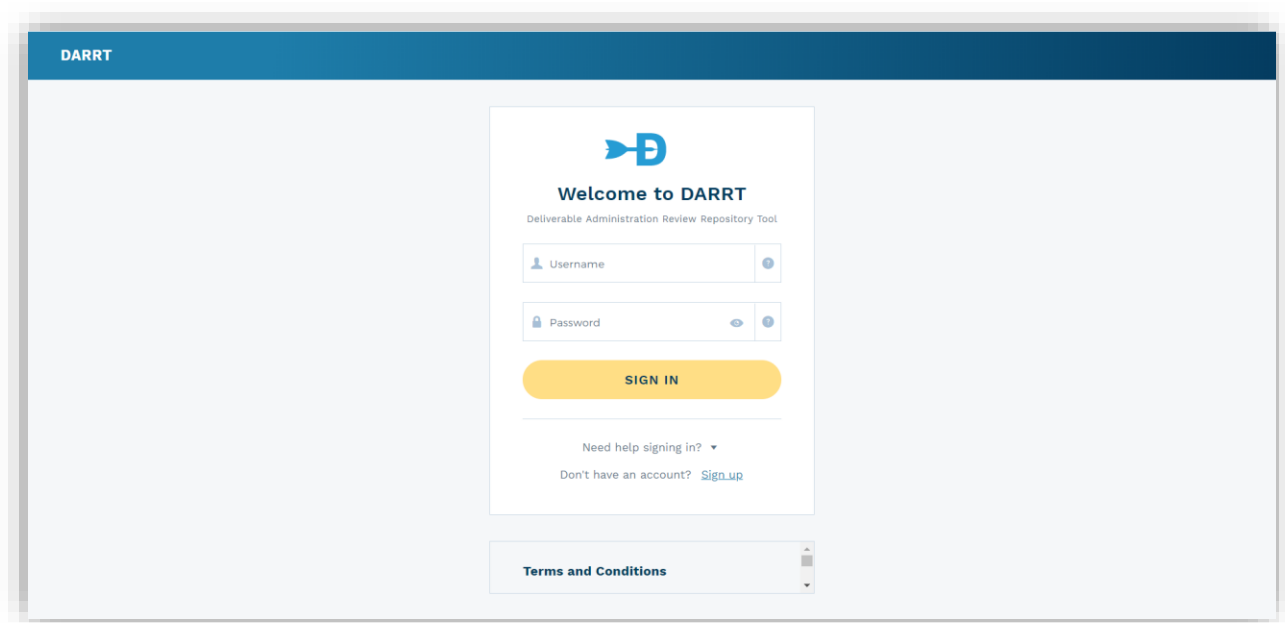 DARRT
D
Welcome to DARRT
Deliverable Administration Review Repository Tool
Username
?
Password
?
SIGN IN
Need help signing in?
Don't have an account? Sign up
Terms and Conditions